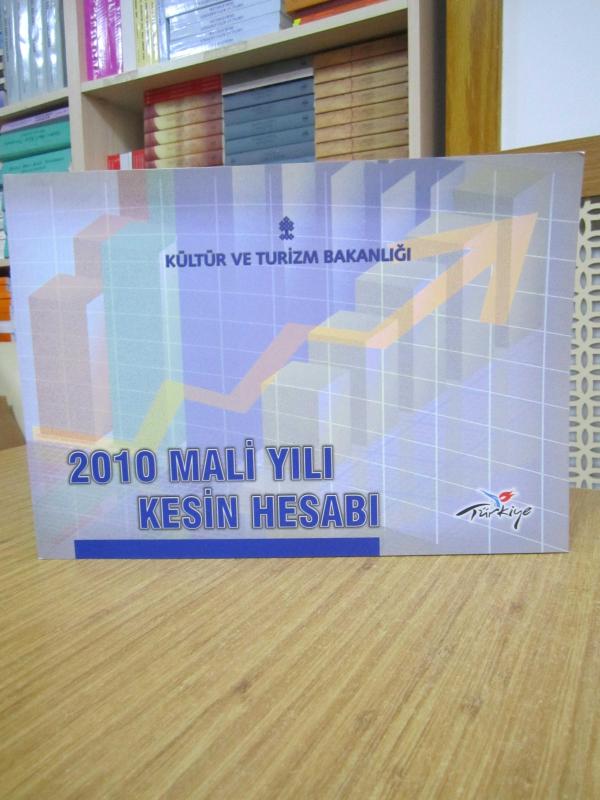 KÜLTÜR VE TURİZM BAKANLIĞI
2010 MALİ YILI
KESİN HESABI
Türkiye